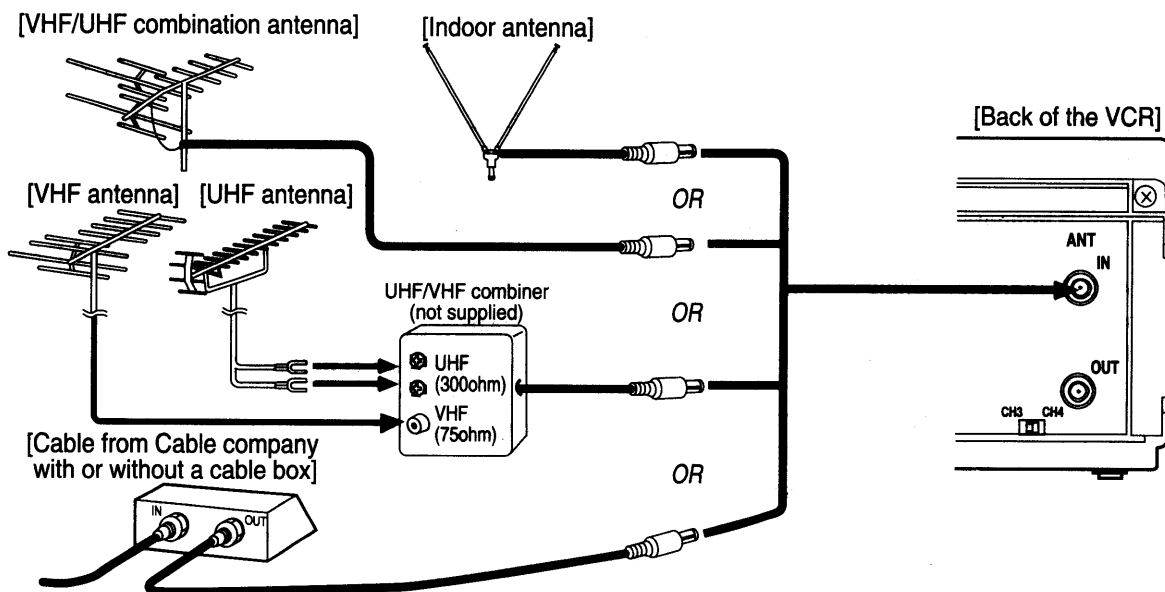 [VHF/UHF combination antenna]
[Indoor antenna]
[Back of the VCR]
[VHF antenna]
[UHF antenna]
OR
ANT
IN
UHF/VHF combiner
(not supplied)
OR
UHF
(300ohm)
OUT
VHF
(75ohm)
CH3
CH4
[Cable from Cable company
with or without a cable box]
OR
IN
OUT